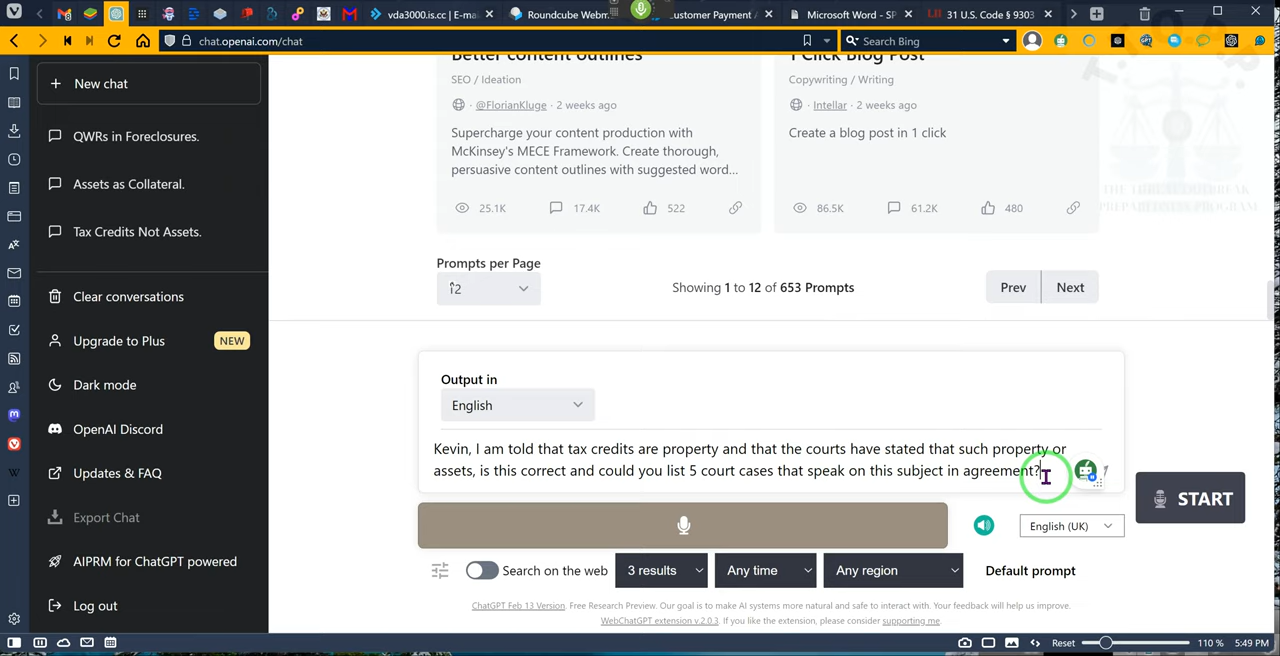 vda3000.is.cc | E-mai
Roundcube Webm
Customer Payment A
Microsoft Word - SP
31 U.S. Code § 9303
chat.openai.com/chat
Search Bing
New chat
QWRs in Foreclosures.
Assets as Collateral.
Tax Credits Not Assets.
Clear conversations
Upgrade to Plus
NEW
Dark mode
OpenAI Discord
Updates & FAQ
Export Chat
AIPRM for ChatGPT powered
Log out
Better content outlines
SEO / Ideation
· @FlorianKluge · 2 weeks ago
Supercharge your content production with
McKinsey's MECE Framework. Create thorough,
persuasive content outlines with suggested word...
25.1K 17.4K 522
1 Click Blog Post
Copywriting / Writing
· Intellar · 2 weeks ago
Create a blog post in 1 click
86.5K 61.2K 480
THE THREAT OUTBREAK
PREPAREDNESS PROGRAM
Prompts per Page
12
Showing 1 to 12 of 653 Prompts
Prev Next
Output in
English
Kevin, I am told that tax credits are property and that the courts have stated that such property or
assets, is this correct and could you list 5 court cases that speak on this subject in agreement?
START
English (UK)
Search on the web
3 results
Any time
Any region
Default prompt
ChatGPT Feb 13 Version. Free Research Preview. Our goal is to make AI systems more natural and safe to interact with. Your feedback will help us improve.
WebChatGPT extension v.2.0.3. If you like the extension, please consider supporting me.
Reset 110 % 5:49 PM